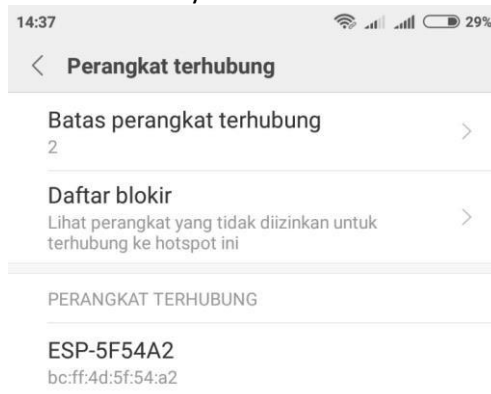 14:37 29%
Perangkat terhubung
Batas perangkat terhubung
2
Daftar blokir
Lihat perangkat yang tidak diizinkan untuk
terhubung ke hotspot ini
PERANGKAT TERHUBUNG
ESP-5F54A2
bc:ff:4d:5f:54:a2